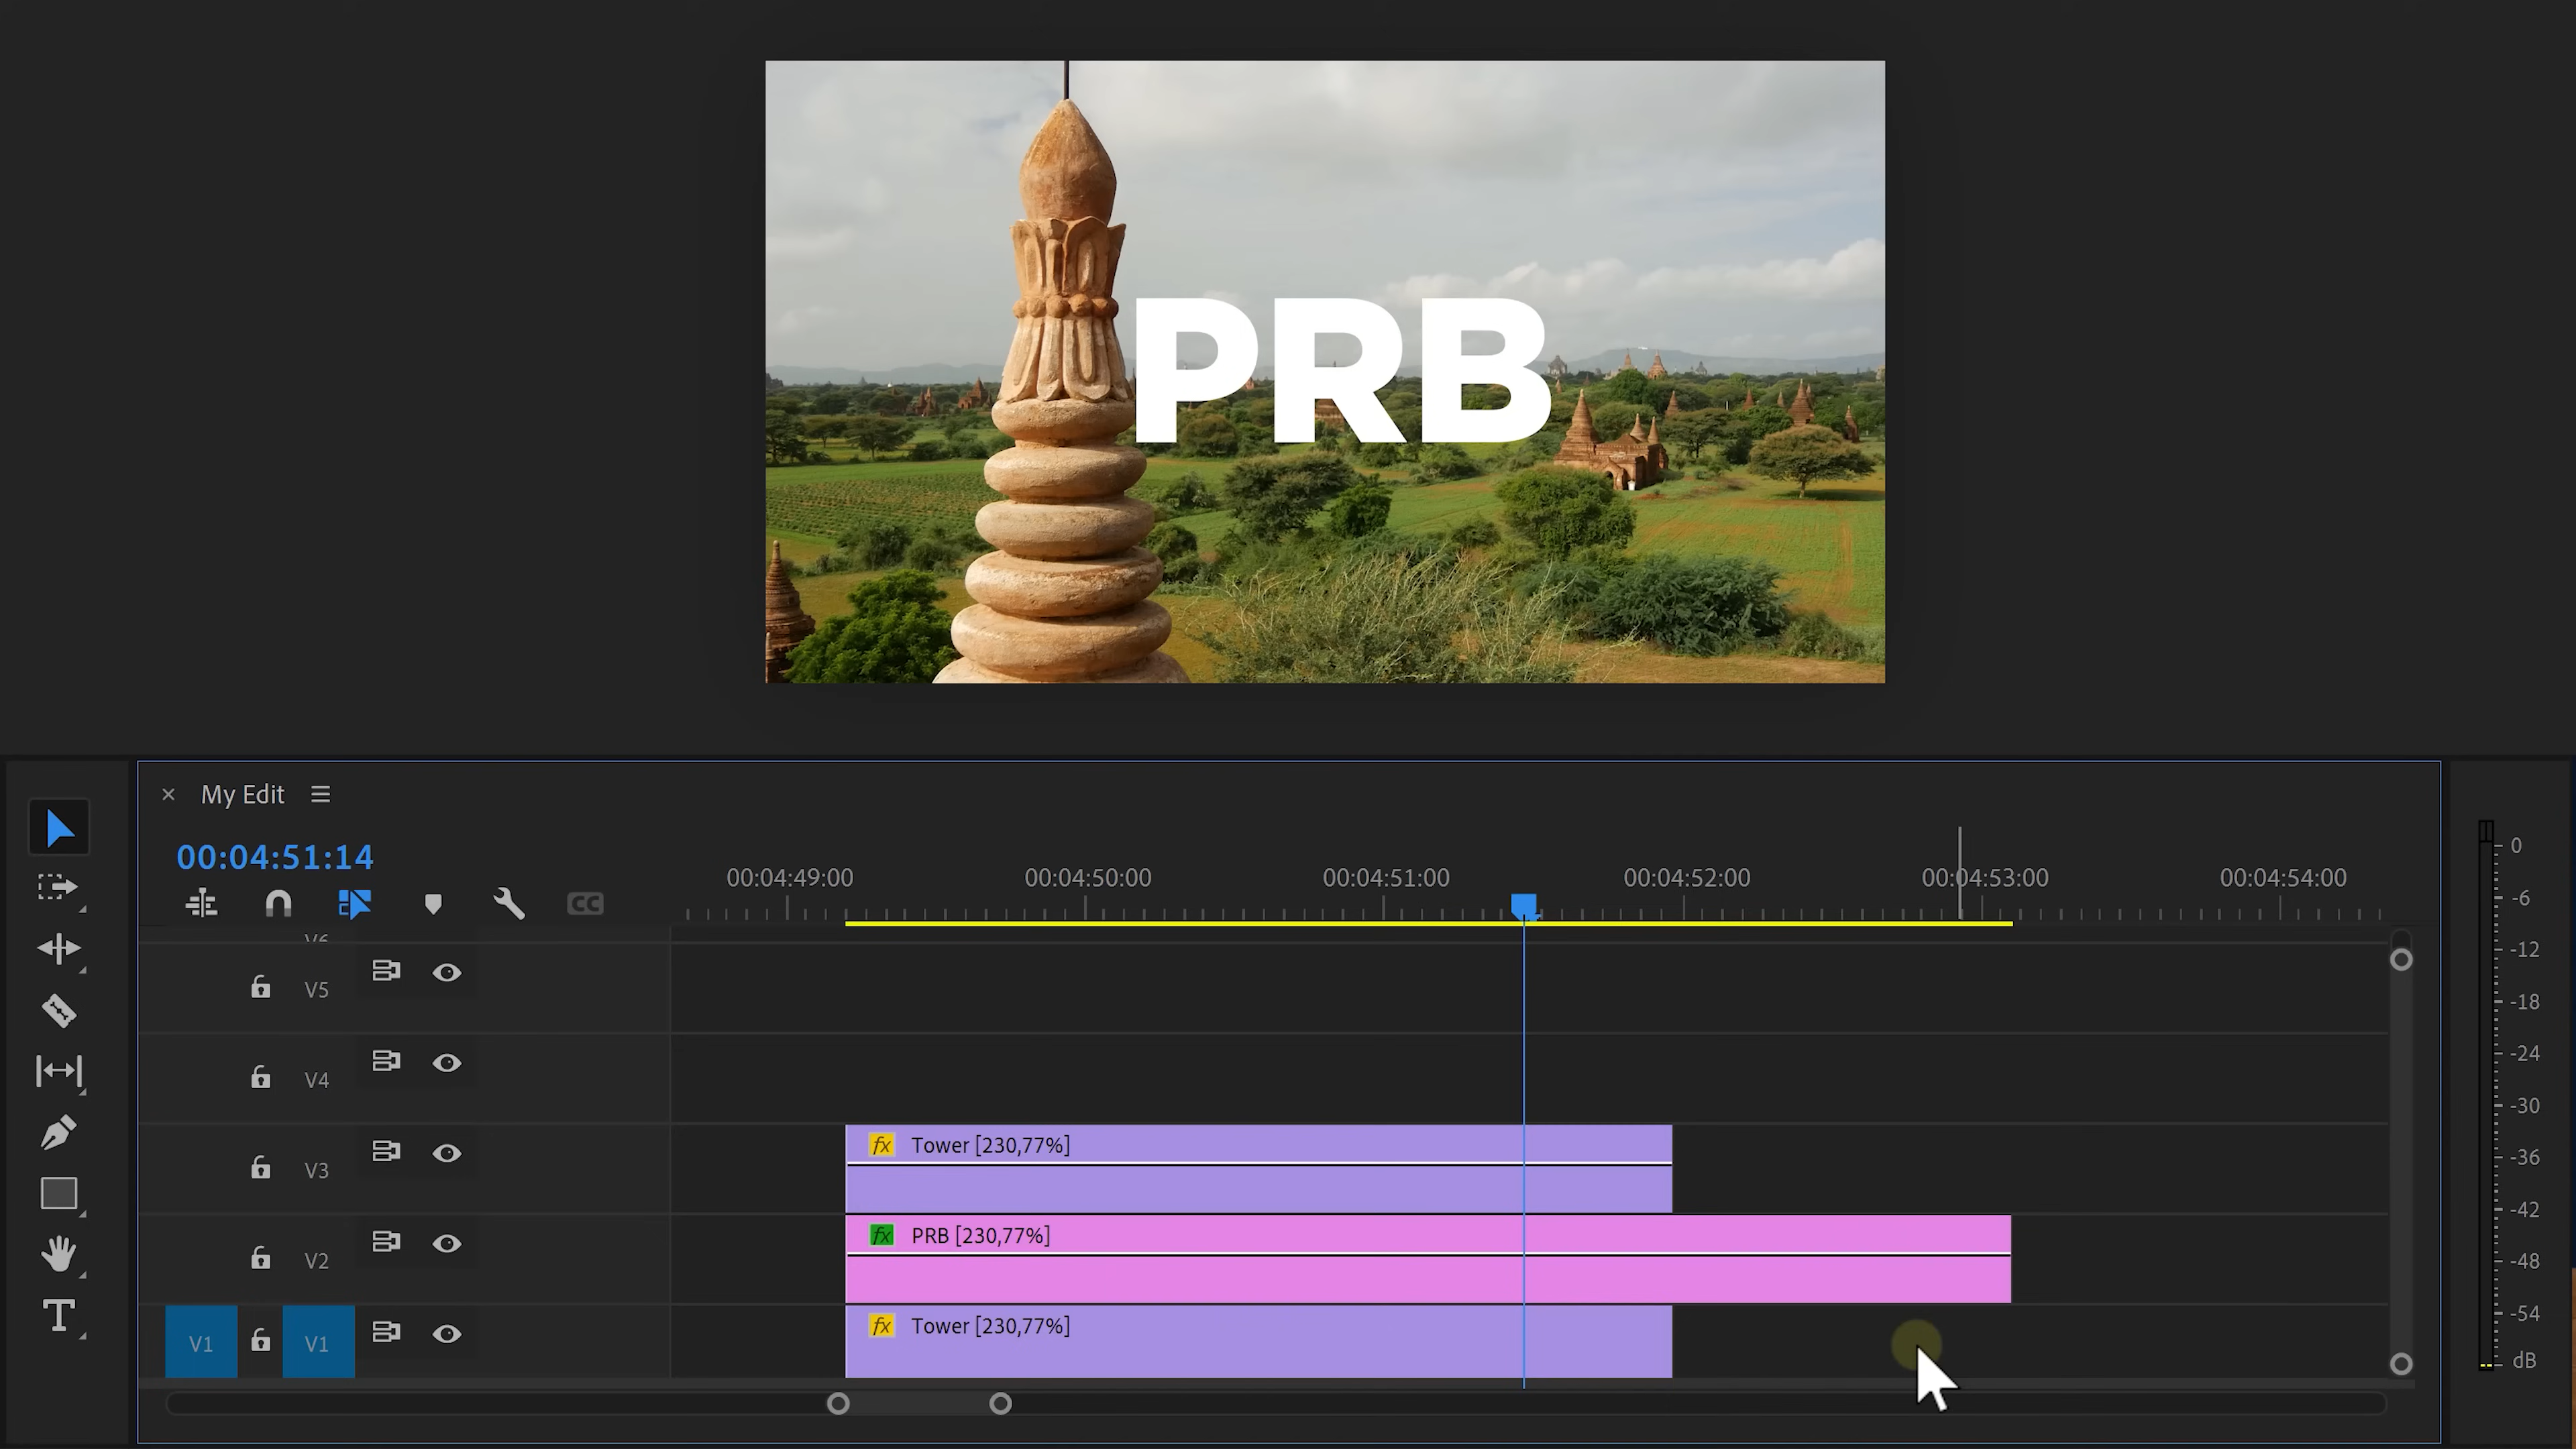 PRB
My Edit
00:04:51:14
00:04:49:00 00:04:50:00 00:04:51:00 00:04:52:00 00:04:53:00 00:04:54:00
CC
V6
V5
V4
V3
fx Tower [230,77%]
V2
fx PRB [230,77%]
V1 V1
fx Tower [230,77%]
T
0
-6
-12
-18
-24
-30
-36
-42
-48
-54
dB